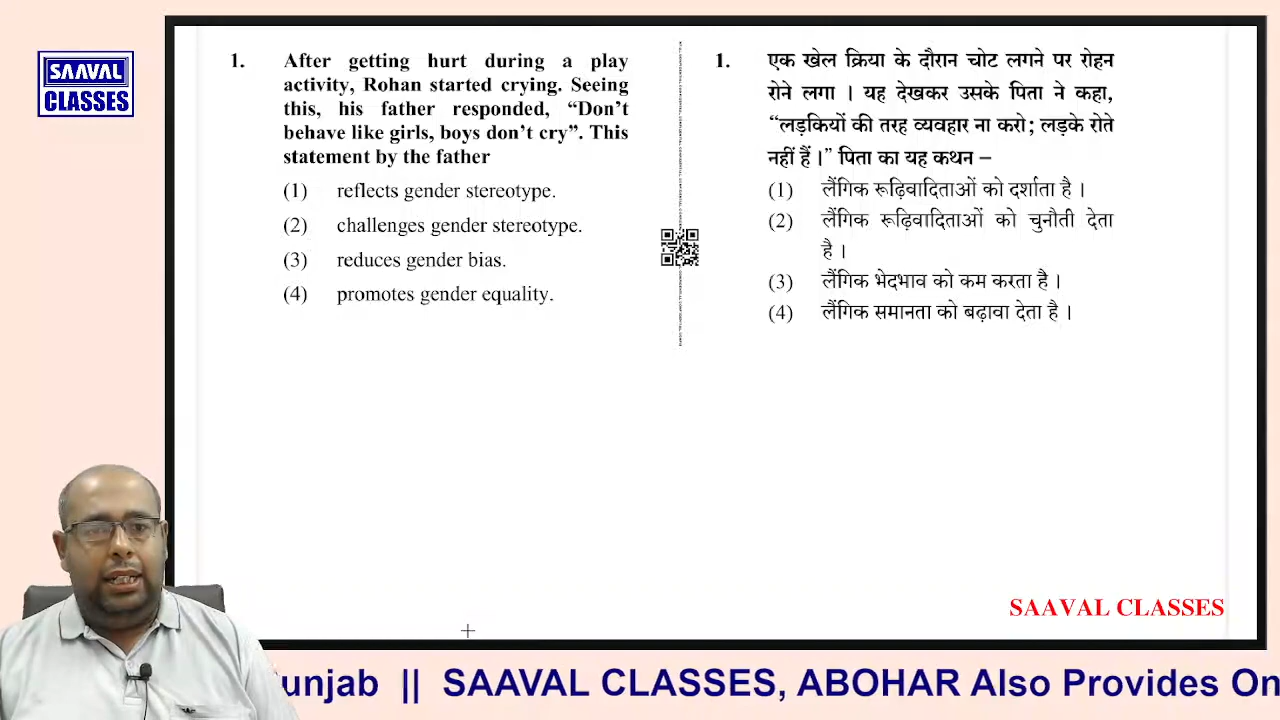 SAAVAL
CLASSES
1. After getting hurt during a play
activity, Rohan started crying. Seeing
this, his father responded, “Don’t
behave like girls, boys don’t cry”. This
statement by the father
(1) reflects gender stereotype.
(2) challenges gender stereotype.
(3) reduces gender bias.
(4) promotes gender equality.
1. एक खेल क्रिया के दौरान चोट लगने पर रोहन
रोने लगा । यह देखकर उसके पिता ने कहा,
“लड़कियों की तरह व्यवहार ना करो; लड़के रोते
नहीं हैं ।” पिता का यह कथन –
(1) लैंगिक रूढ़िवादिताओं को दर्शाता है ।
(2) लैंगिक रूढ़िवादिताओं को चुनौती देता
है ।
(3) लैंगिक भेदभाव को कम करता है ।
(4) लैंगिक समानता को बढ़ावा देता है ।
SAAVAL CLASSES
unjab || SAAVAL CLASSES, ABOHAR Also Provides On